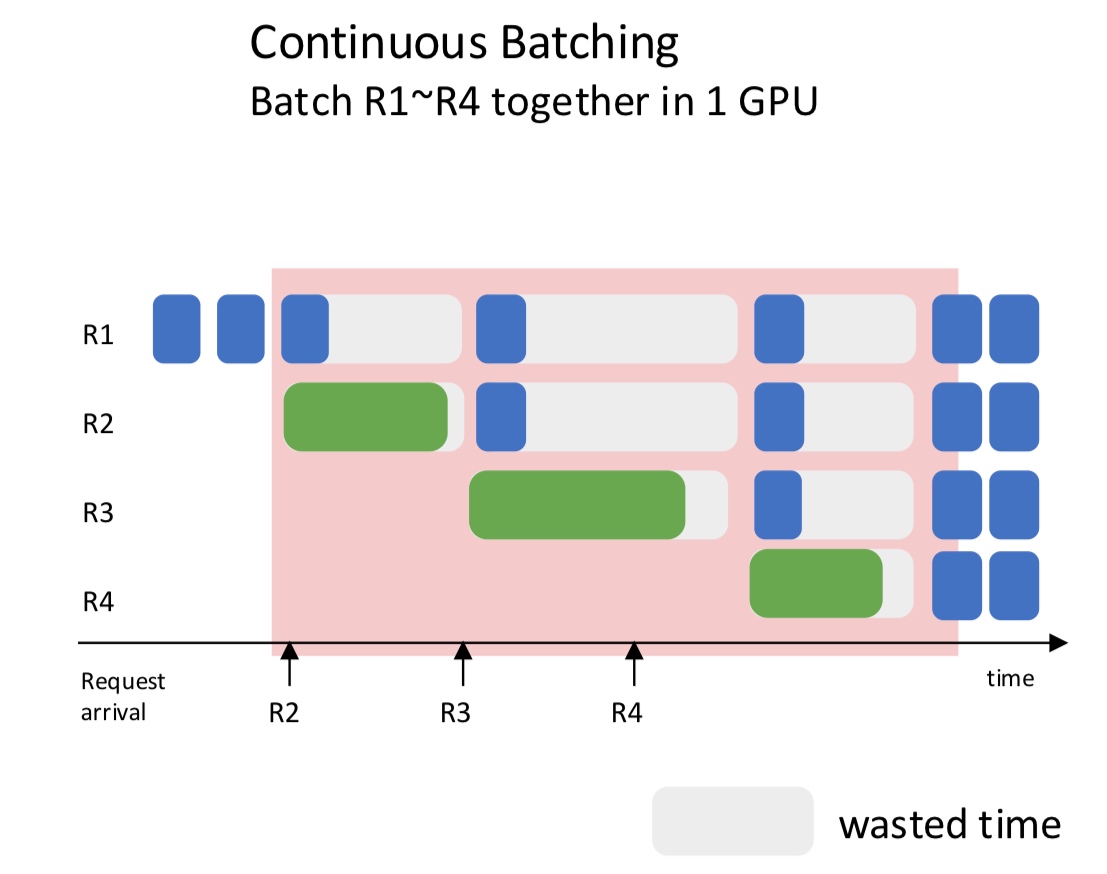 Continuous Batching
Batch R1~R4 together in 1 GPU
R1
R2
R3
R4
Request
arrival
time
R2
R3
R4
wasted time